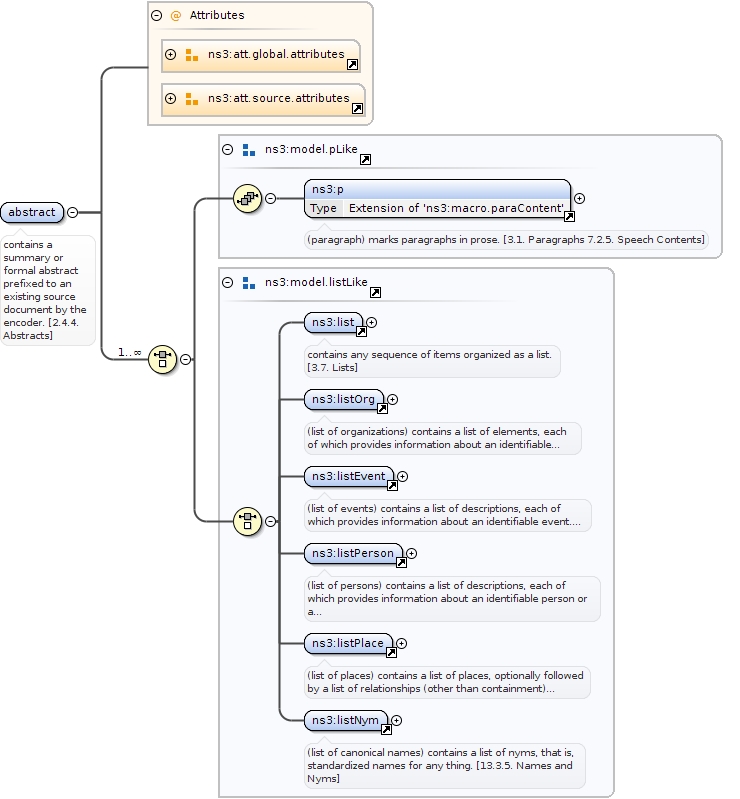 Attributes
ns3:att.global.attributes
ns3:att.source.attributes
abstract
contains a
summary or
formal abstract
prefixed to an
existing source
document by the
encoder. [2.4.4.
Abstracts]
1..∞
ns3:model.pLike
ns3:p
Type Extension of 'ns3:macro.paraContent'
(paragraph) marks paragraphs in prose. [3.1. Paragraphs 7.2.5. Speech Contents]
ns3:model.listLike
ns3:list
contains any sequence of items organized as a list.
[3.7. Lists]
ns3:listOrg
(list of organizations) contains a list of elements, each
of which provides information about an identifiable...
ns3:listEvent
(list of events) contains a list of descriptions, each of
which provides information about an identifiable event....
ns3:listPerson
(list of persons) contains a list of descriptions, each of
which provides information about an identifiable person or
a...
ns3:listPlace
(list of places) contains a list of places, optionally followed
by a list of relationships (other than containment)...
ns3:listNym
(list of canonical names) contains a list of nyms, that is,
standardized names for any thing. [13.3.5. Names and
Nyms]